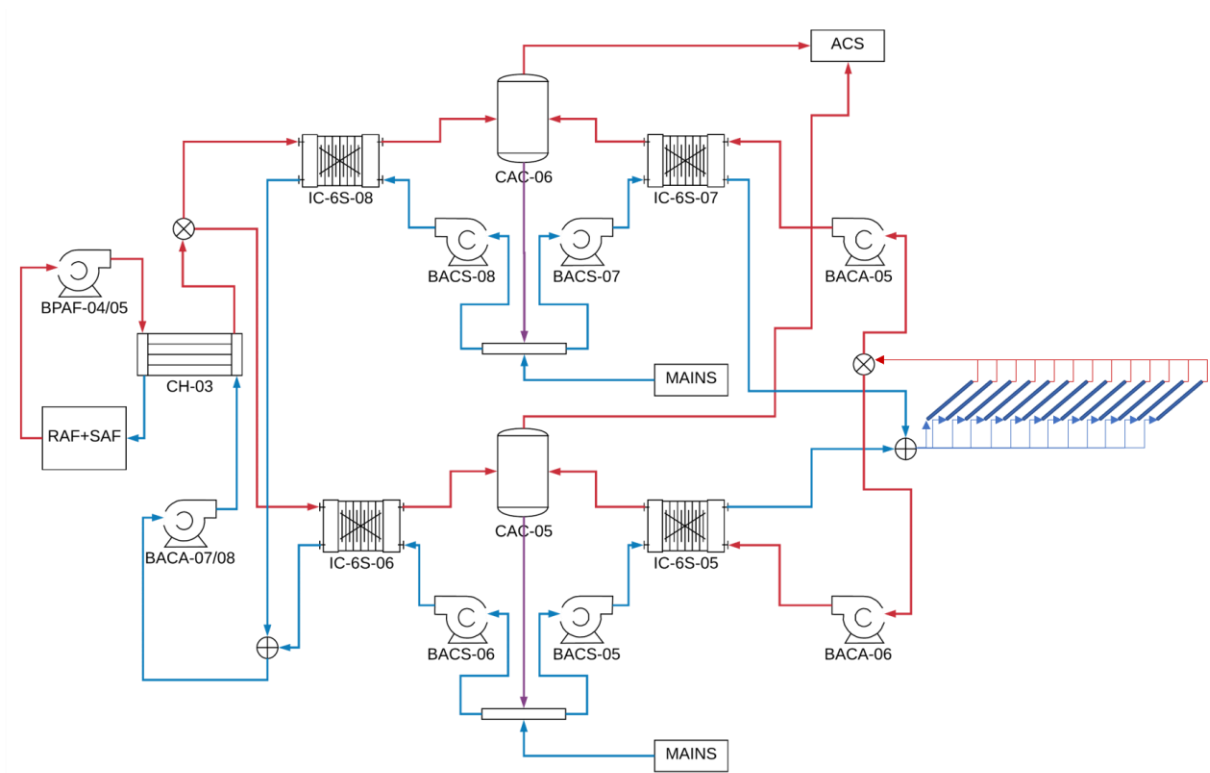 ACS
CAC-06
IC-6S-08
IC-6S-07
BACS-08
BACS-07
BACA-05
BPAF-04/05
CH-03
MAINS
RAF+SAF
CAC-05
BACA-07/08
IC-6S-06
IC-6S-05
BACS-06
BACS-05
BACA-06
MAINS